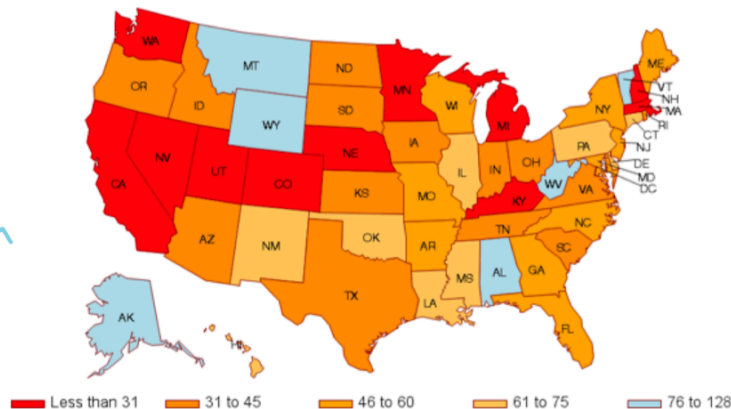 WA
MT
ND
MN
ME
OR
ID
SD
WI
VT
NH
MA
NY
RI
CT
WY
MI
NJ
IA
PA
NE
DE
NV
UT
IL
IN
OH
MD
DC
CA
CO
WV
VA
KS
MO
KY
NC
TN
AZ
NM
OK
AR
SC
MS
AL
GA
TX
LA
AK
FL
HI
Less than 31 31 to 45 46 to 60 61 to 75 76 to 128